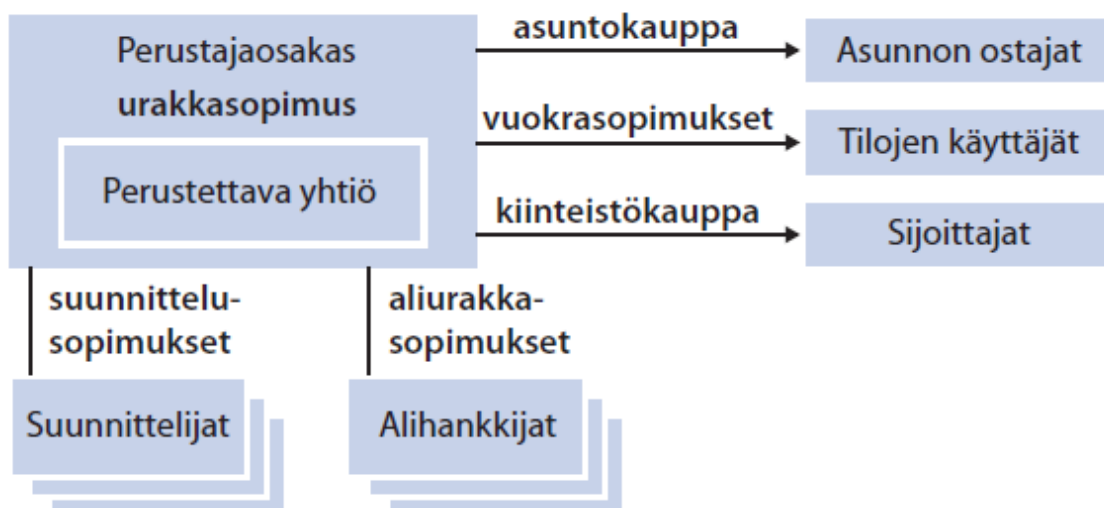 Perustajaosakas
urakkasopimus
Perustettava yhtiö
asuntokauppa
Asunnon ostajat
vuokrasopimukset
Tilojen käyttäjät
kiinteistökauppa
Sijoittajat
suunnittelu-
sopimukset
aliurakka-
sopimukset
Suunnittelijat
Alihankkijat